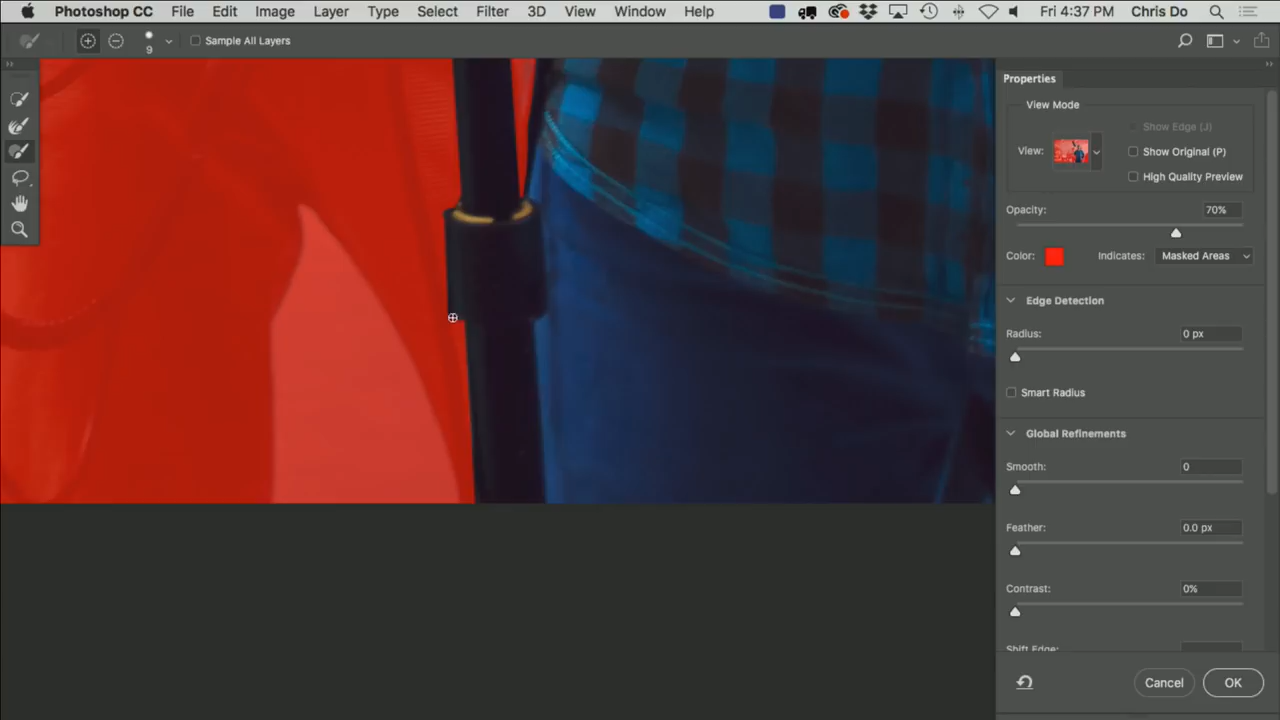 Photoshop CC File Edit Image Layer Type Select Filter 3D View Window Help Fri 4:37 PM Chris Do
9 Sample All Layers
Properties
View Mode
Show Edge (J)
View: Show Original (P)
High Quality Preview
Opacity: 70%
Color: Indicates: Masked Areas
Edge Detection
Radius: 0 px
Smart Radius
Global Refinements
Smooth: 0
Feather: 0.0 px
Contrast: 0%
Shift Edge:
Cancel OK